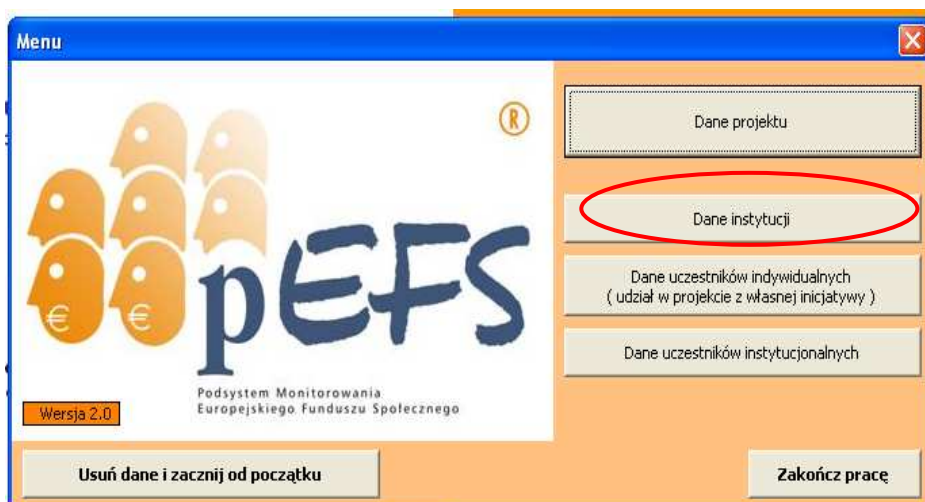 Menu
®
Dane projektu
Dane instytucji
Dane uczestników indywidualnych
( udział w projekcie z własnej inicjatywy )
Dane uczestników instytucjonalnych
€ €
pEFS
Podsystem Monitorowania
Europejskiego Funduszu Społecznego
Wersja 2.0
Usuń dane i zacznij od początku
Zakończ pracę